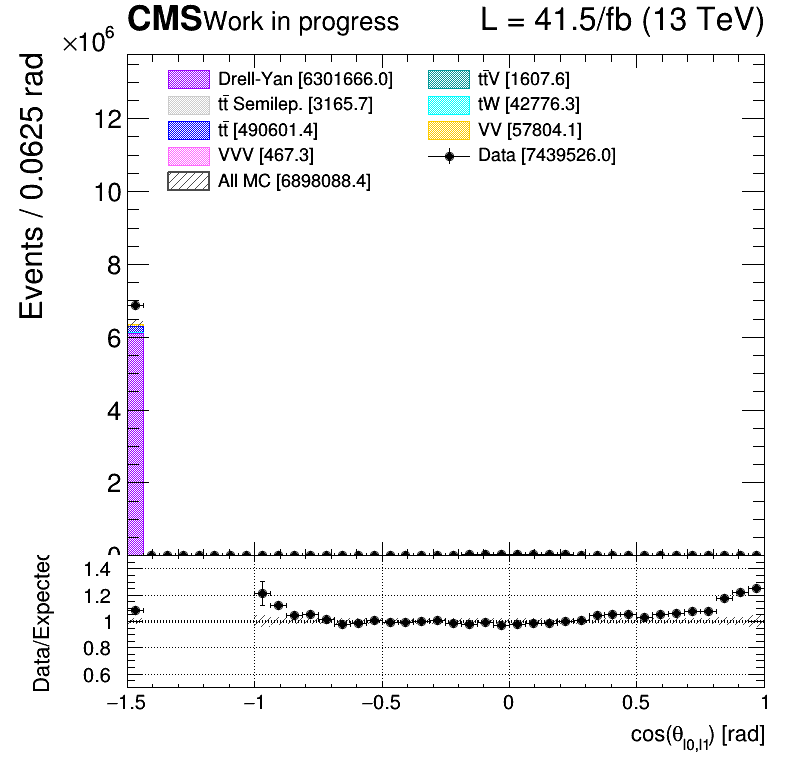 CMS Work in progress L = 41.5/fb (13 TeV)
×10⁶
Events / 0.0625 rad
Drell-Yan [6301666.0]
tt̄ Semilep. [3165.7]
tt̄ [490601.4]
VVV [467.3]
All MC [6898088.4]
tt̄V [1607.6]
tW [42776.3]
VV [57804.1]
Data [7439526.0]
12
10
8
6
4
2
0
Data/Expected
1.4
1.2
1
0.6
0.8
−1.5 −1 −0.5 0 0.5 1
cos(θ_{l0,l1}) [rad]